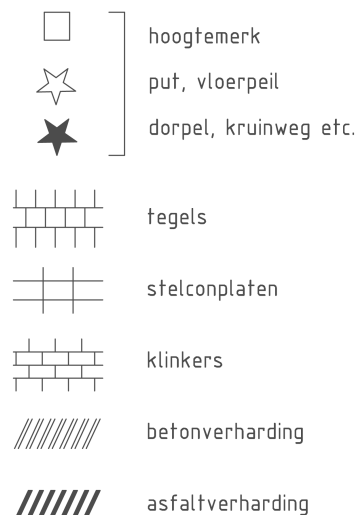 hoogtemerk
put, vloerpeil
dorpel, kruinweg etc.
tegels
stelconplaten
klinkers
betonverharding
asfaltverharding